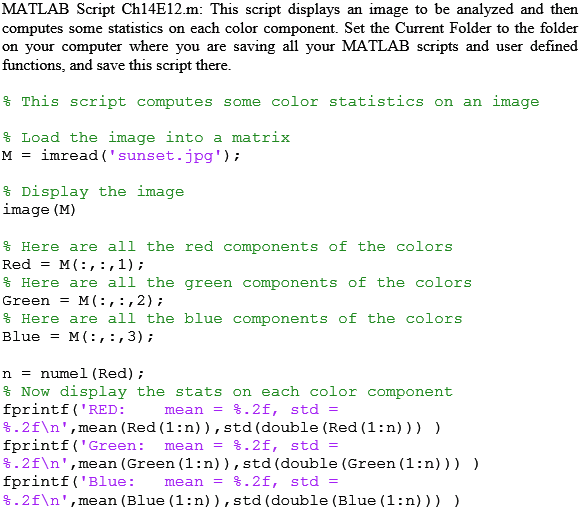 MATLAB Script Ch14E12.m: This script displays an image to be analyzed and then
computes some statistics on each color component. Set the Current Folder to the folder
on your computer where you are saving all your MATLAB scripts and user defined
functions, and save this script there.
% This script computes some color statistics on an image
% Load the image into a matrix
M = imread('sunset.jpg');
% Display the image
image(M)
% Here are all the red components of the colors
Red = M(:,:,1);
% Here are all the green components of the colors
Green = M(:,:,2);
% Here are all the blue components of the colors
Blue = M(:,:,3);
n = numel(Red);
% Now display the stats on each color component
fprintf('RED:    mean = %.2f, std =
%.2f\n',mean(Red(1:n)),std(double(Red(1:n))) )
fprintf('Green:  mean = %.2f, std =
%.2f\n',mean(Green(1:n)),std(double(Green(1:n))) )
fprintf('Blue:   mean = %.2f, std =
%.2f\n',mean(Blue(1:n)),std(double(Blue(1:n))) )